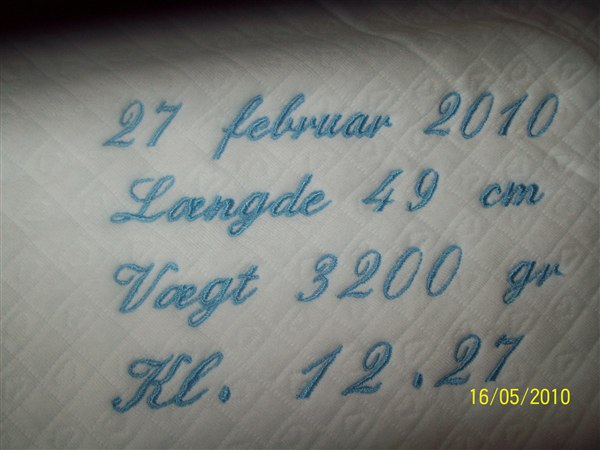 27 februar 2010
Længde 49 cm
Vægt 3200 gr
Kl. 12.27
16/05/2010